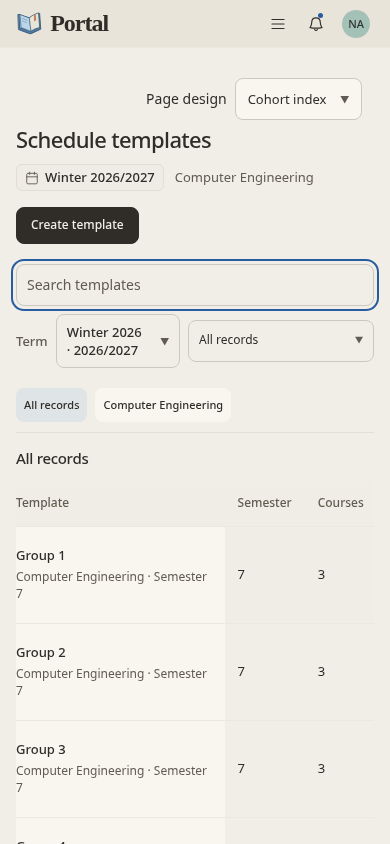 Portal
NA
Page design
Cohort index
Schedule templates
Winter 2026/2027
Computer Engineering
Create template
Search templates
Term
Winter 2026
· 2026/2027
All records
All records
Computer Engineering
All records
Template
Semester
Courses
Group 1
Computer Engineering · Semester
7
7
3
Group 2
Computer Engineering · Semester
7
7
3
Group 3
Computer Engineering · Semester
7
7
3